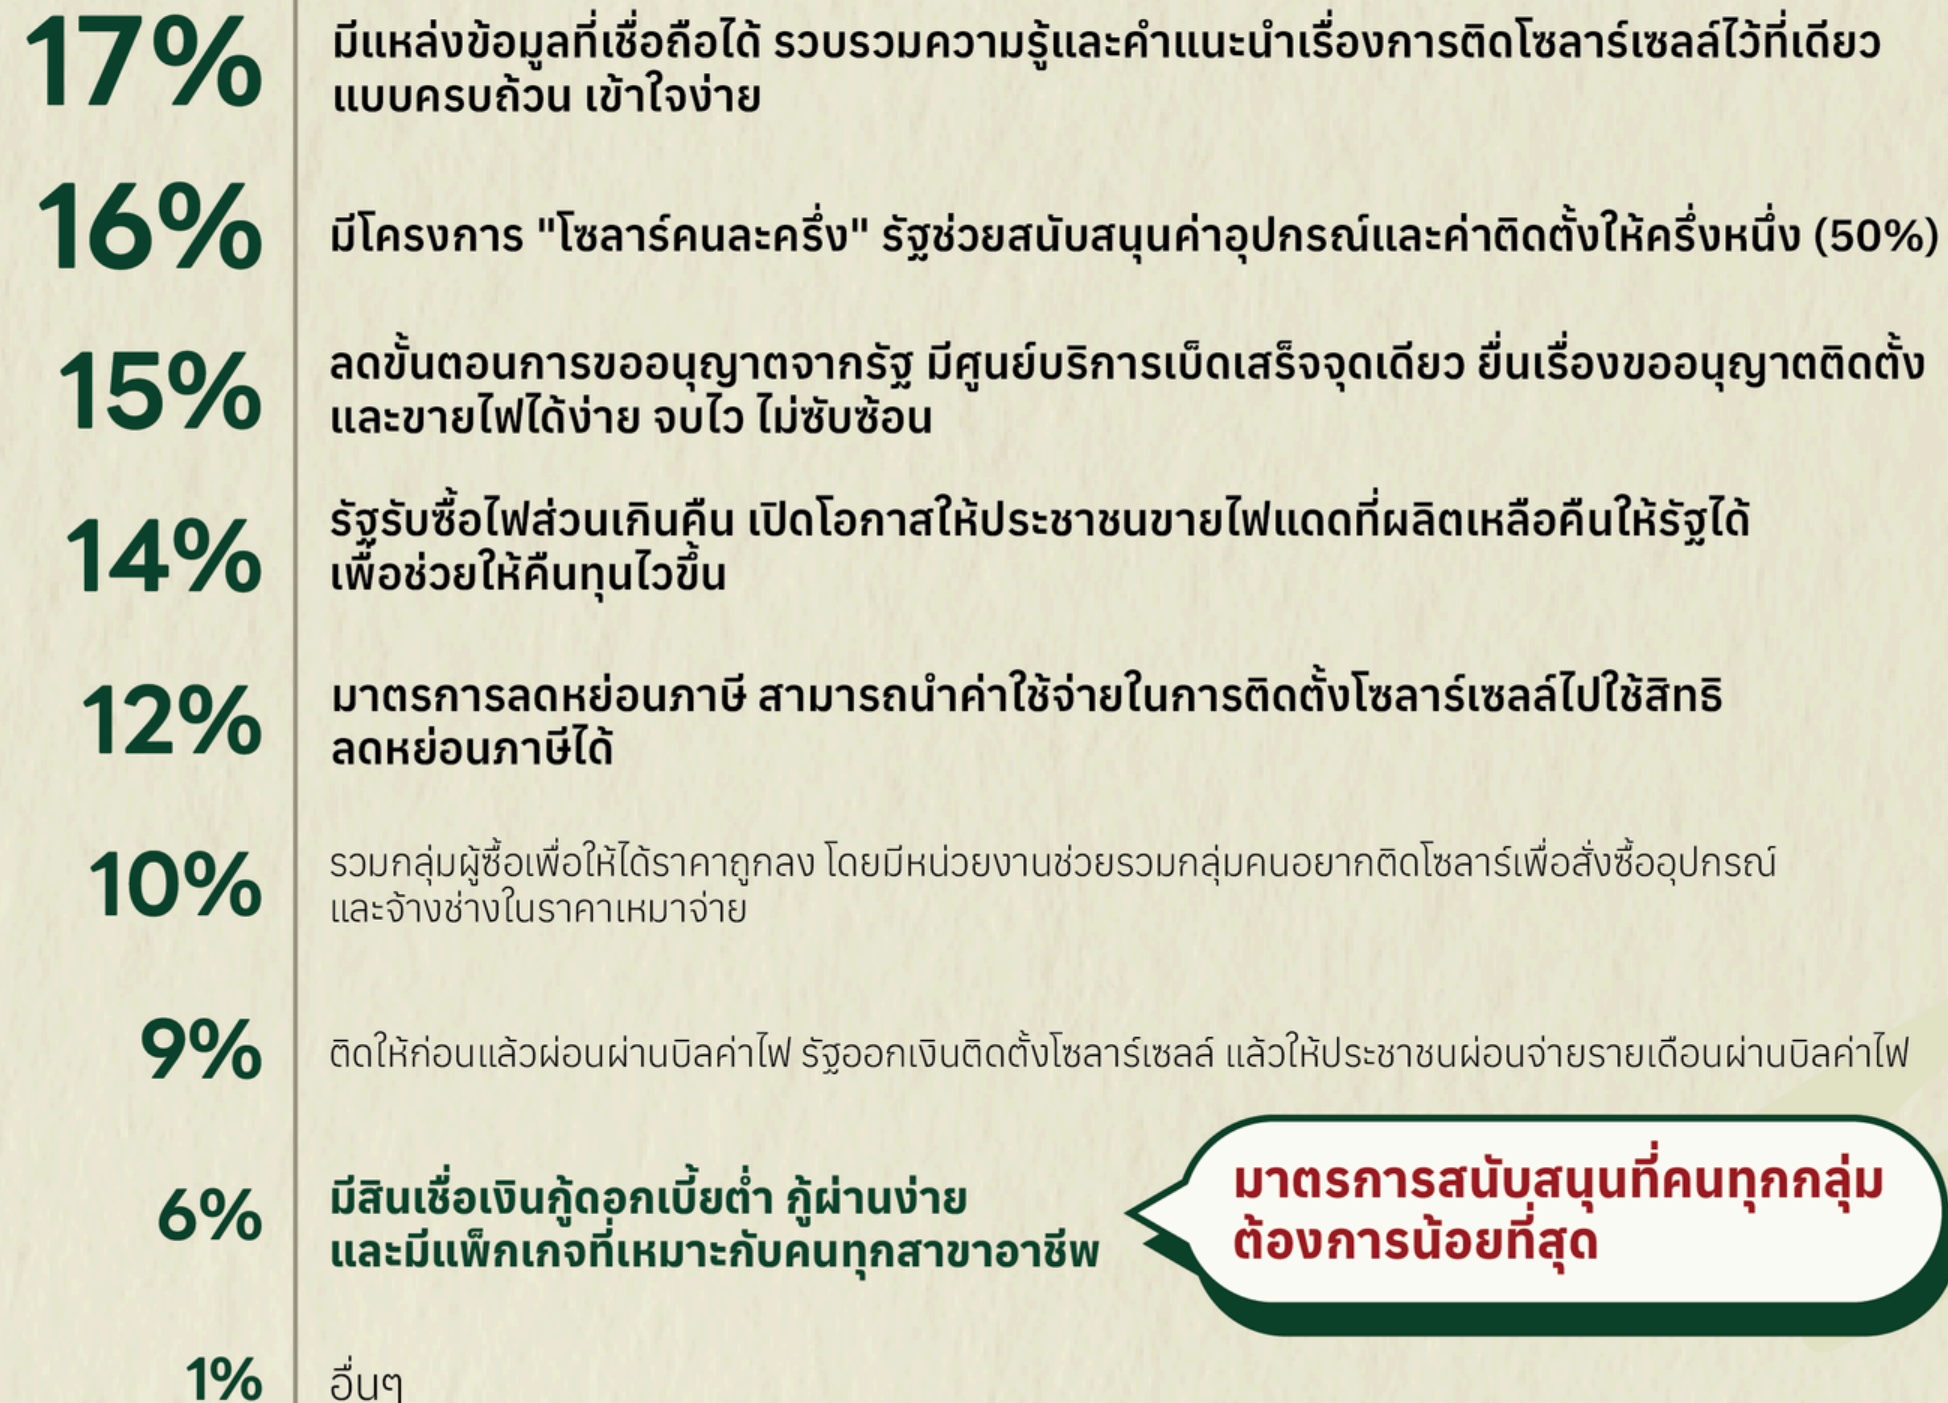 17%
มีแหล่งข้อมูลที่เชื่อถือได้ รวบรวมความรู้และคำแนะนำเรื่องการติดโซลาร์เซลล์ไว้ที่เดียว
แบบครบถ้วน เข้าใจง่าย
16%
มีโครงการ "โซลาร์คนละครึ่ง" รัฐช่วยสนับสนุนค่าอุปกรณ์และค่าติดตั้งให้ครึ่งหนึ่ง (50%)
15%
ลดขั้นตอนการขออนุญาตจากรัฐ มีศูนย์บริการเบ็ดเสร็จจุดเดียว ยื่นเรื่องขออนุญาตติดตั้ง
และขายไฟได้ง่าย จบไว ไม่ซับซ้อน
14%
รัฐรับซื้อไฟส่วนเกินคืน เปิดโอกาสให้ประชาชนขายไฟแดดที่ผลิตเหลือคืนให้รัฐได้
เพื่อช่วยให้คืนทุนไวขึ้น
12%
มาตรการลดหย่อนภาษี สามารถนำค่าใช้จ่ายในการติดตั้งโซลาร์เซลล์ไปใช้สิทธิ
ลดหย่อนภาษีได้
10%
รวมกลุ่มผู้ซื้อเพื่อให้ได้ราคาถูกลง โดยมีหน่วยงานช่วยรวมกลุ่มคนอยากติดโซลาร์เพื่อสั่งซื้ออุปกรณ์
และจ้างช่างในราคาเหมาจ่าย
9%
ติดให้ก่อนแล้วผ่อนผ่านบิลค่าไฟ รัฐออกเงินติดตั้งโซลาร์เซลล์ แล้วให้ประชาชนผ่อนจ่ายรายเดือนผ่านบิลค่าไฟ
6%
มีสินเชื่อเงินกู้ดอกเบี้ยต่ำ กู้ผ่านง่าย
และมีแพ็กเกจที่เหมาะกับคนทุกสาขาอาชีพ
มาตรการสนับสนุนที่คนทุกกลุ่ม
ต้องการน้อยที่สุด
1%
อื่นๆ